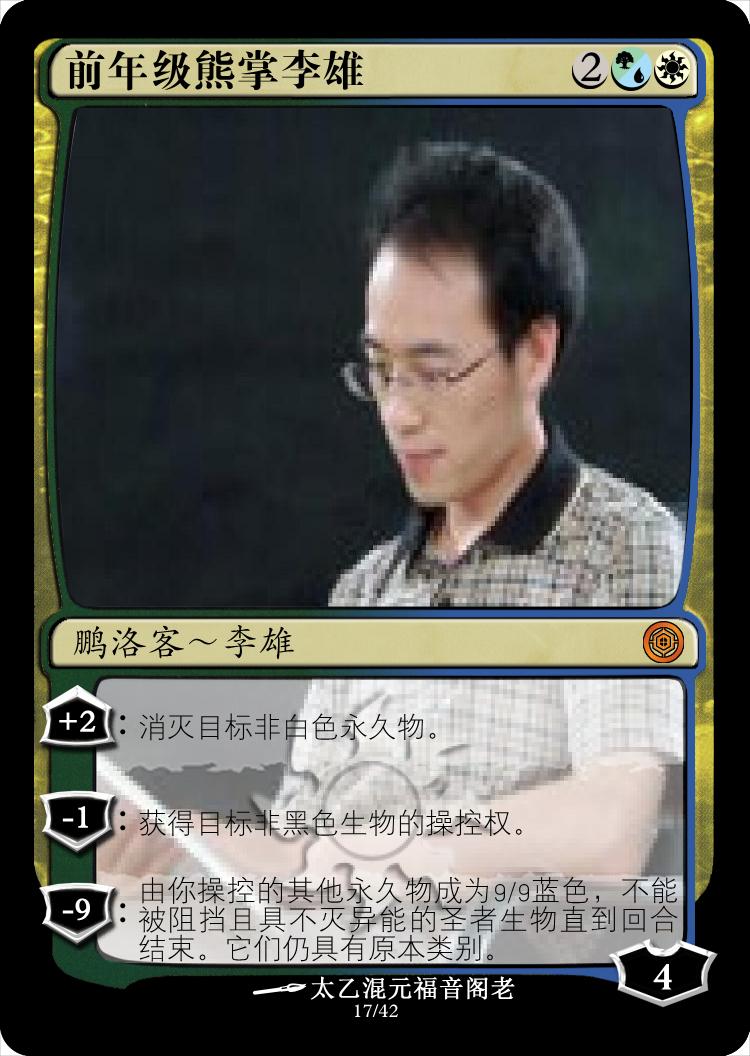 前年级熊掌李雄 2
鹏洛客～李雄
+2：消灭目标非白色永久物。
-1：获得目标非黑色生物的操控权。
-9：由你操控的其他永久物成为9/9蓝色，不能
被阻挡且具不灭异能的圣者生物直到回合
结束。它们仍具有原本类别。
4
太乙混元福音阁老
17/42